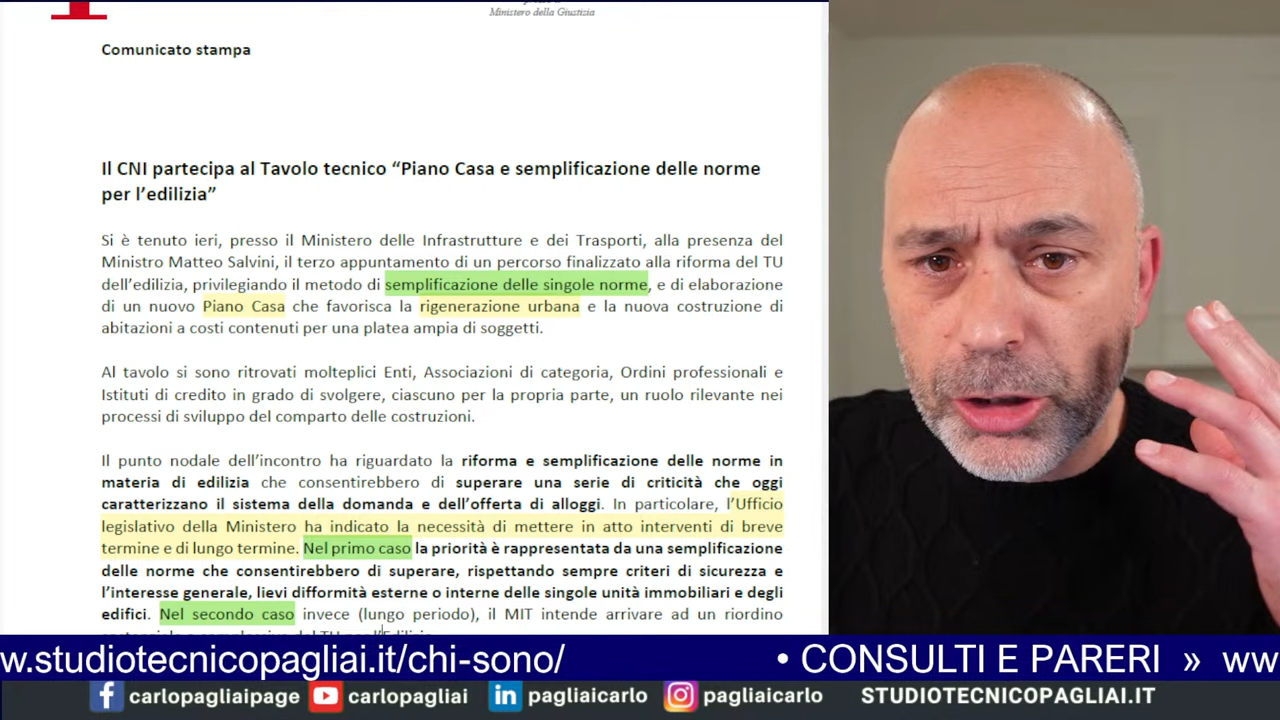 Ministero della Giustizia
Comunicato stampa
Il CNI partecipa al Tavolo tecnico “Piano Casa e semplificazione delle norme
per l’edilizia”
Si è tenuto ieri, presso il Ministero delle Infrastrutture e dei Trasporti, alla presenza del
Ministro Matteo Salvini, il terzo appuntamento di un percorso finalizzato alla riforma del TU
dell’edilizia, privilegiando il metodo di semplificazione delle singole norme, e di elaborazione
di un nuovo Piano Casa che favorisca la rigenerazione urbana e la nuova costruzione di
abitazioni a costi contenuti per una platea ampia di soggetti.
Al tavolo si sono ritrovati molteplici Enti, Associazioni di categoria, Ordini professionali e
Istituti di credito in grado di svolgere, ciascuno per la propria parte, un ruolo rilevante nei
processi di sviluppo del comparto delle costruzioni.
Il punto nodale dell’incontro ha riguardato la riforma e semplificazione delle norme in
materia di edilizia che consentirebbero di superare una serie di criticità che oggi
caratterizzano il sistema della domanda e dell’offerta di alloggi. In particolare, l’Ufficio
legislativo della Ministero ha indicato la necessità di mettere in atto interventi di breve
termine e di lungo termine. Nel primo caso la priorità è rappresentata da una semplificazione
delle norme che consentirebbero di superare, rispettando sempre criteri di sicurezza e
l’interesse generale, lievi difformità esterne o interne delle singole unità immobiliari e degli
edifici. Nel secondo caso invece (lungo periodo), il MIT intende arrivare ad un riordino
w.studiotecnicopagliai.it/chi-sono/ • CONSULTI E PARERI » ww
carlopagliaipage carlopagliai pagliaicarlo pagliaicarlo STUDIOTECNICOPAGLIAI.IT